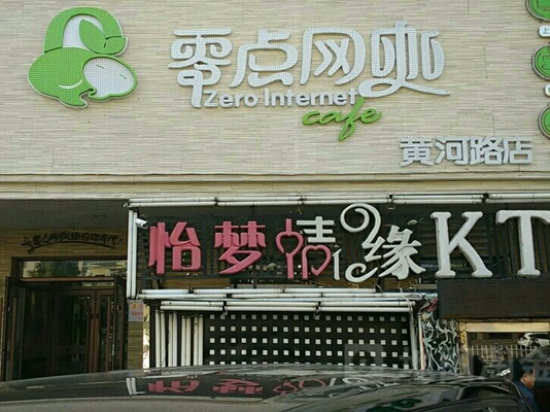 零点网咖
Zero Internet
cafe
黄河路店
怡梦情缘KT